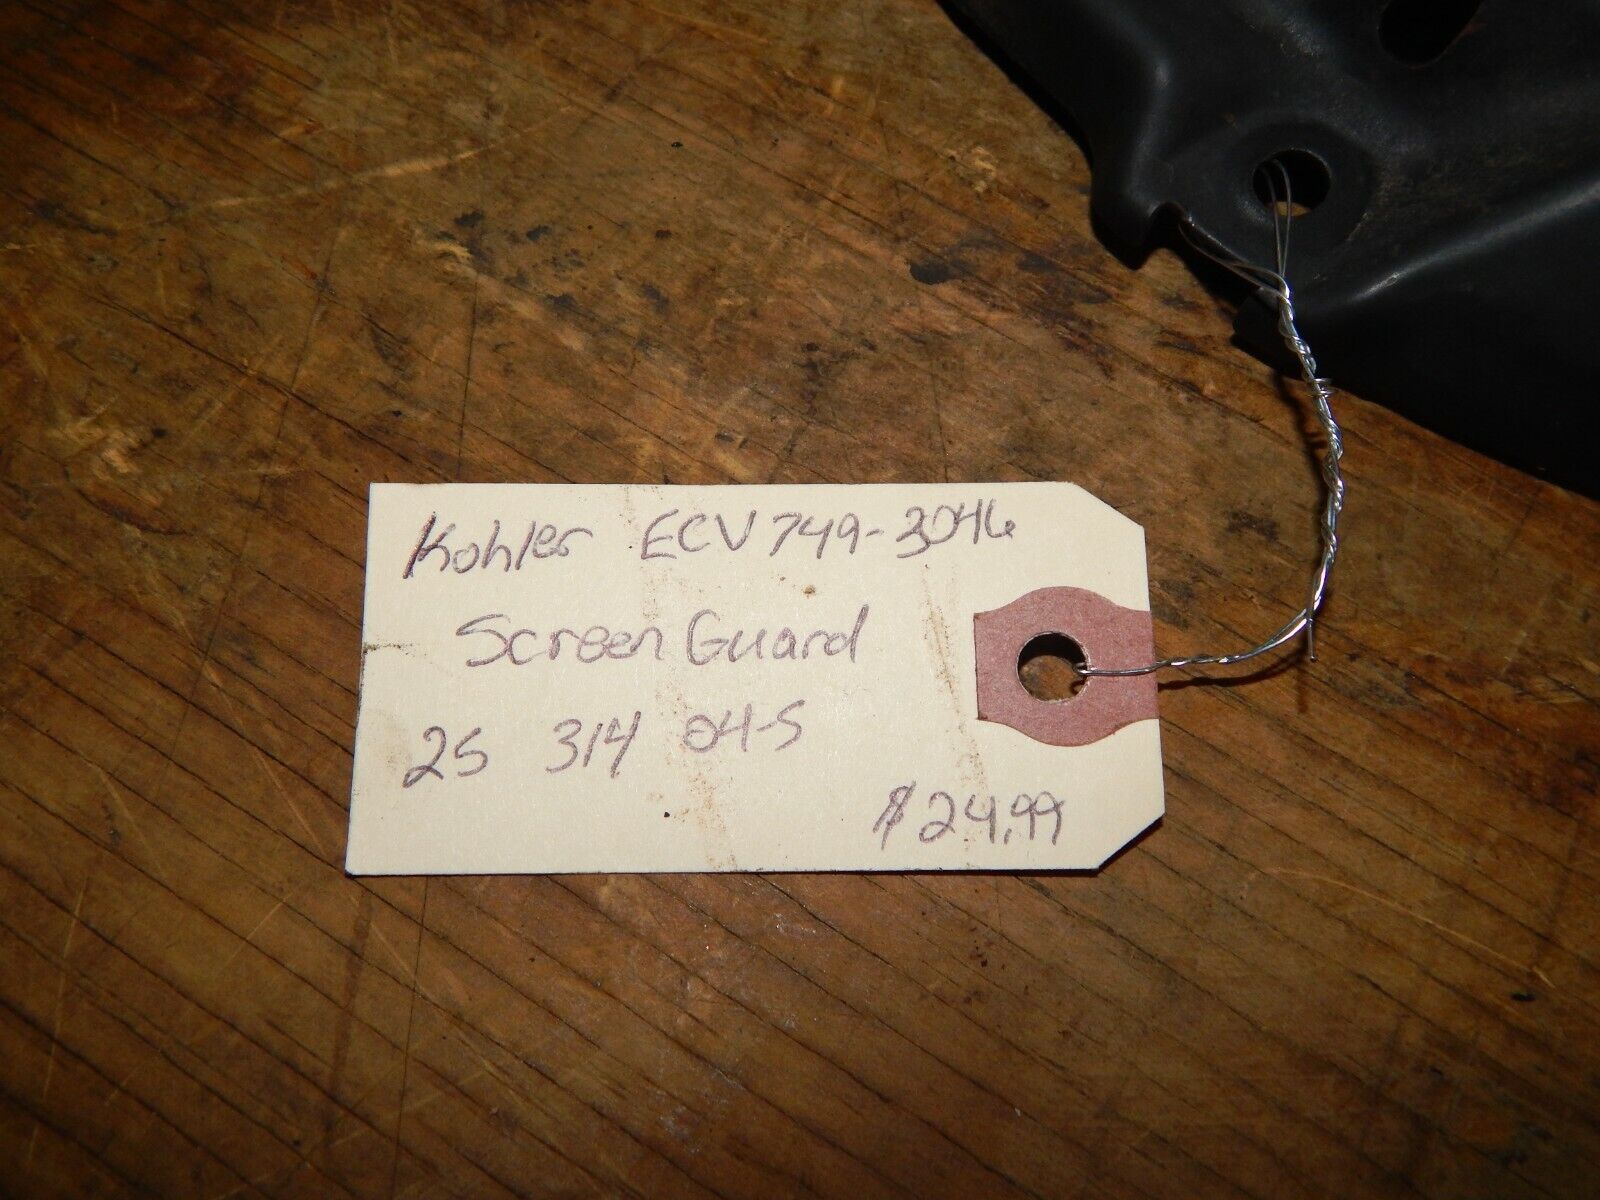 Kohler ECV749-3046
Screen Guard
25 314 04-S
$24.99